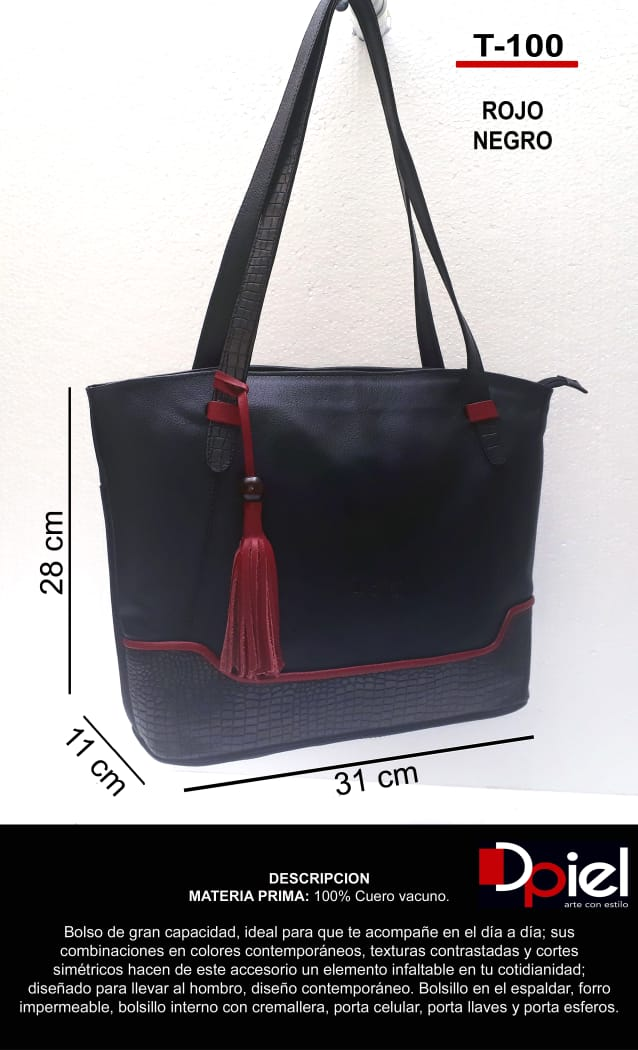 T-100
ROJO
NEGRO
28 cm
11 cm
31 cm
Dpiel
arte con estilo
DESCRIPCION
MATERIA PRIMA: 100% Cuero vacuno.
Bolso de gran capacidad, ideal para que te acompañe en el día a día; sus
combinaciones en colores contemporáneos, texturas contrastadas y cortes
simétricos hacen de este accesorio un elemento infaltable en tu cotidianidad;
diseñado para llevar al hombro, diseño contemporáneo. Bolsillo en el espaldar, forro
impermeable, bolsillo interno con cremallera, porta celular, porta llaves y porta esferos.